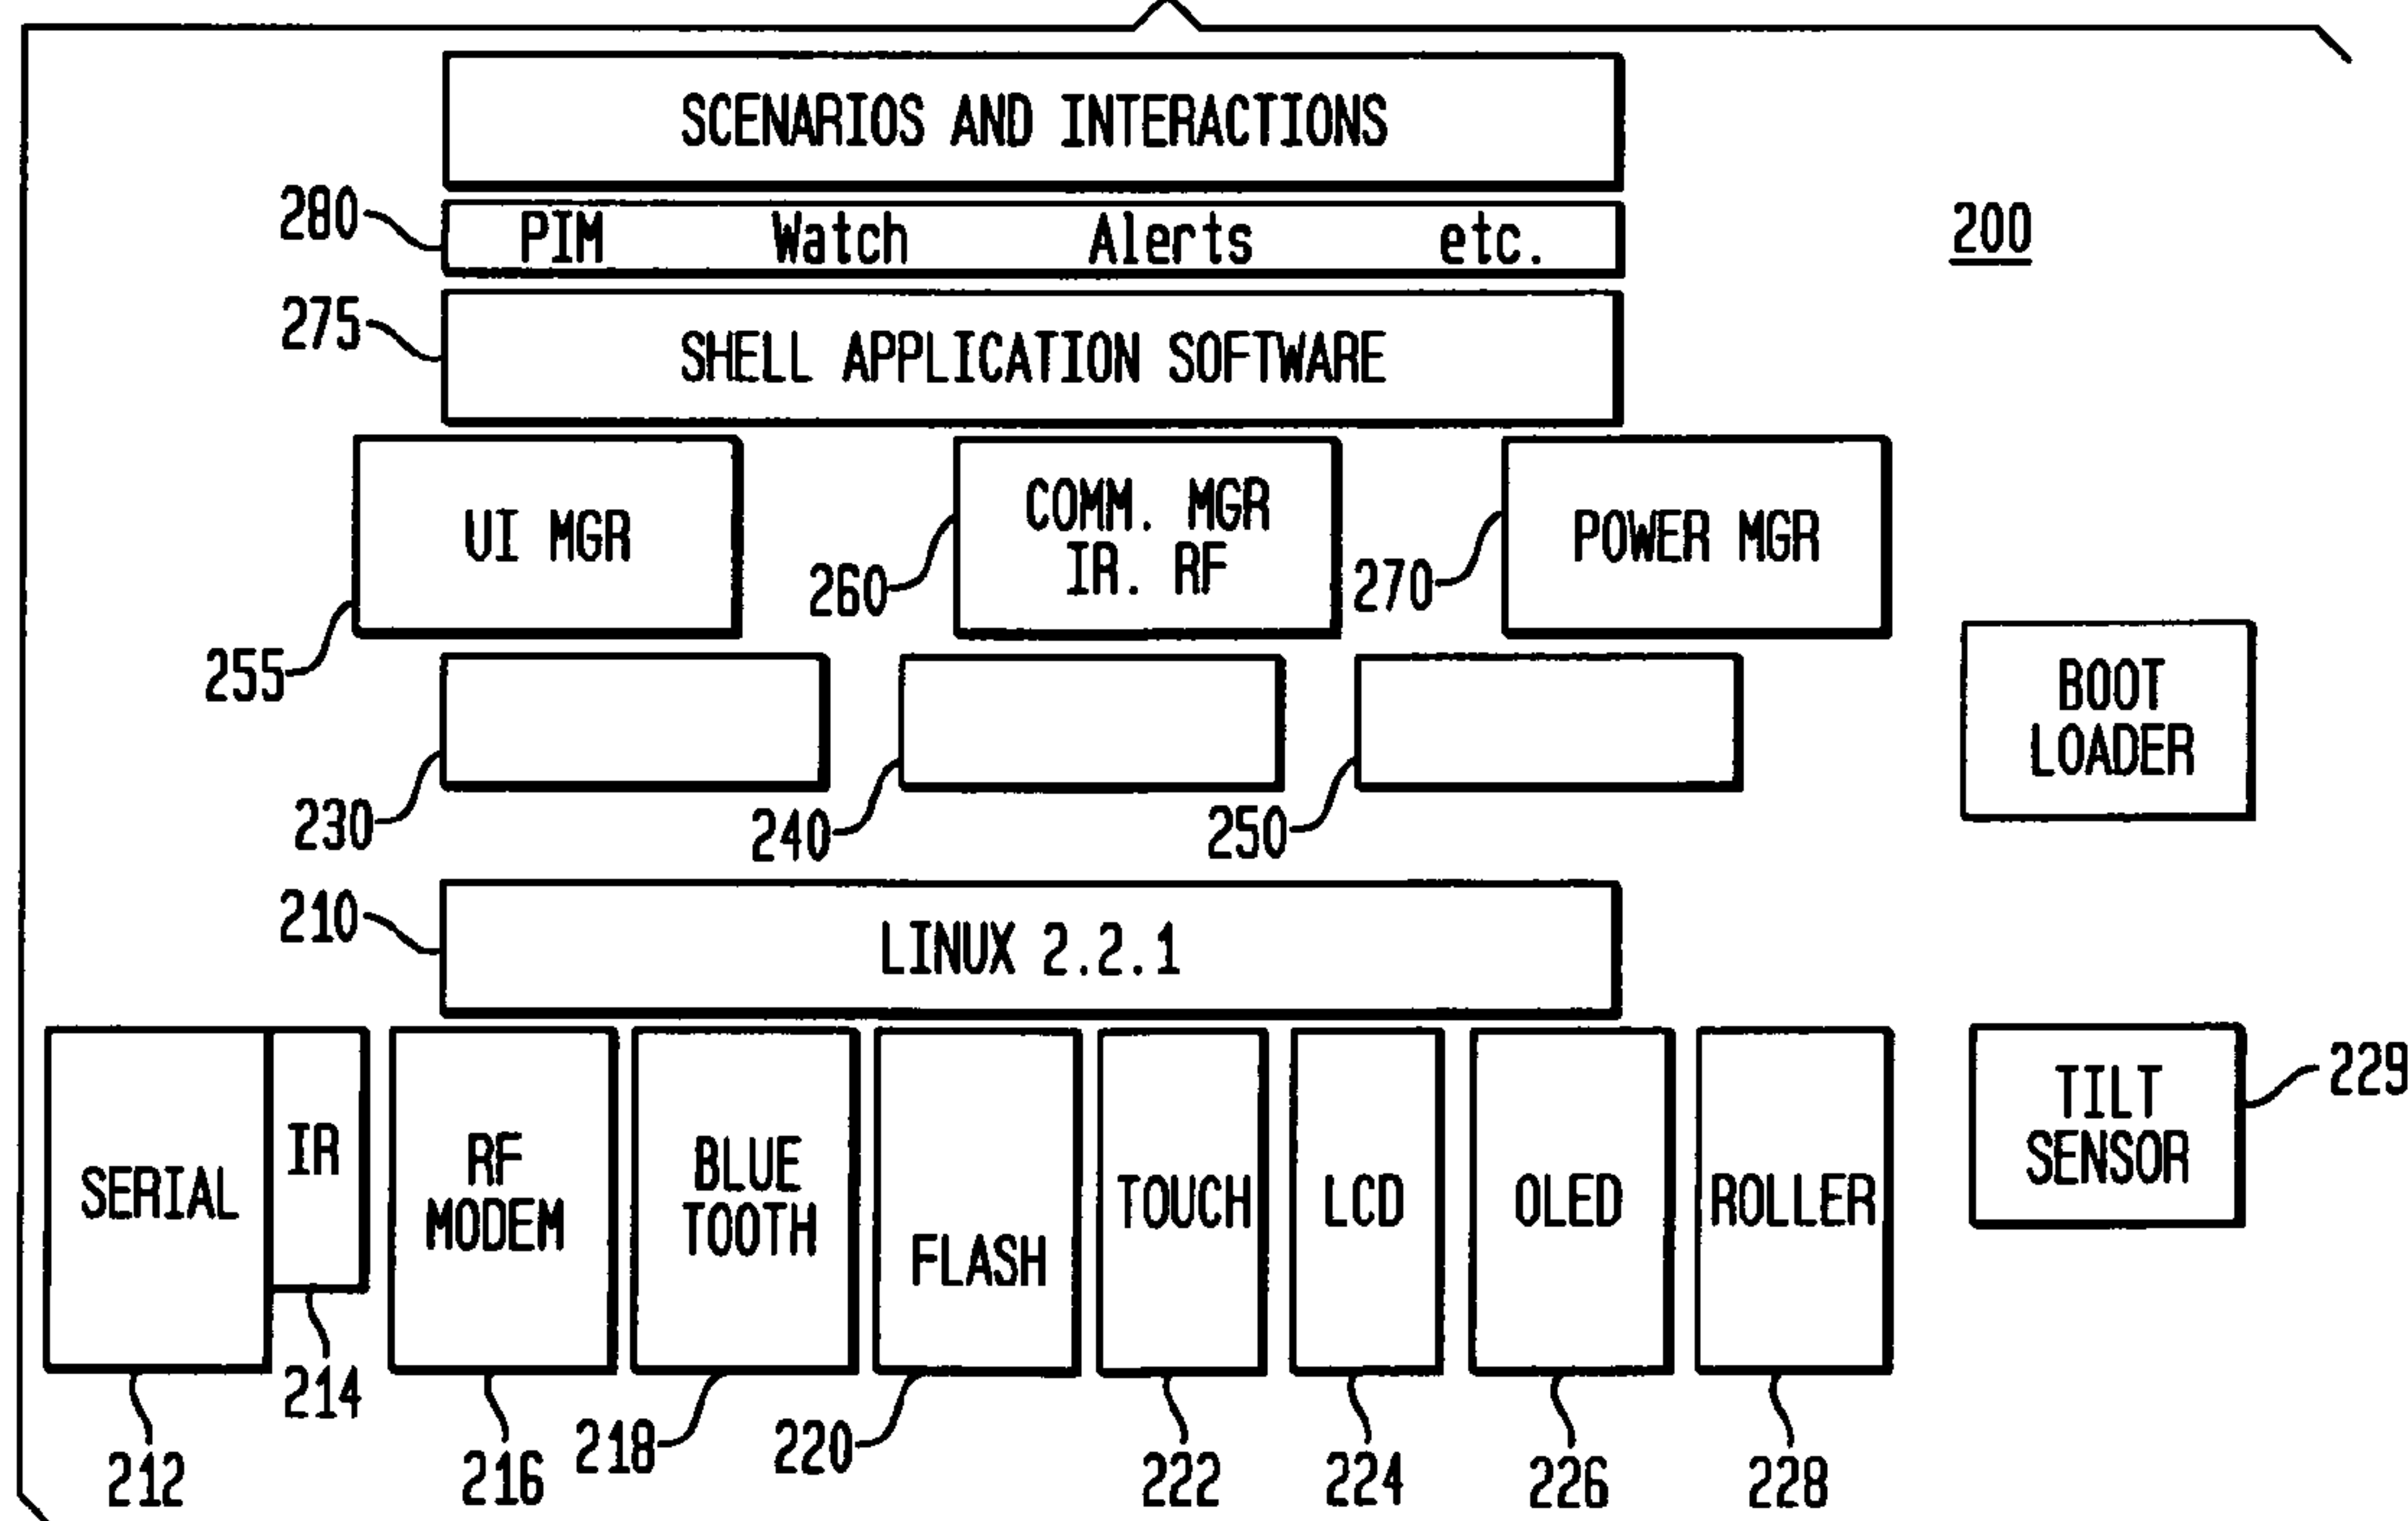 SCENARIOS AND INTERACTIONS
280
PIM Watch Alerts etc.
200
275
SHELL APPLICATION SOFTWARE
UI MGR
255
COMM. MGR
IR. RF
260
POWER MGR
270
BOOT
LOADER
230
240
250
210
LINUX 2.2.1
SERIAL
IR
RF
MODEM
BLUE
TOOTH
FLASH
TOUCH
LCD
OLED
ROLLER
TILT
SENSOR
229
212
214
216
218
220
222
224
226
228